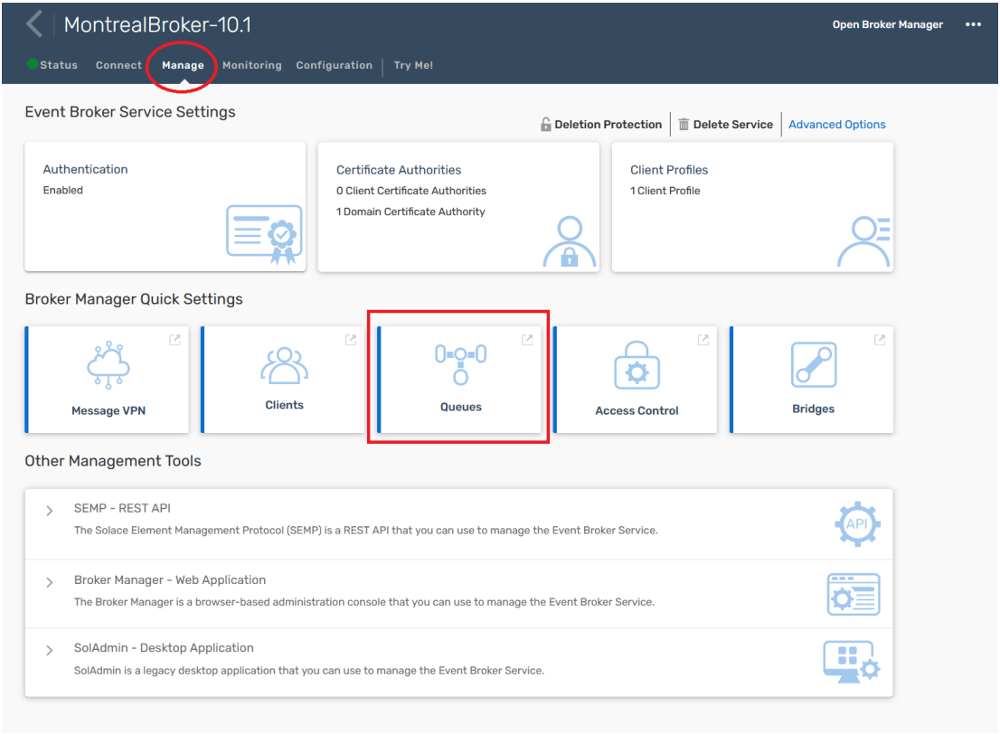 MontrealBroker-10.1
Open Broker Manager
Status Connect Manage Monitoring Configuration Try Me!
Event Broker Service Settings
Deletion Protection Delete Service Advanced Options
Authentication
Enabled
Certificate Authorities
0 Client Certificate Authorities
1 Domain Certificate Authority
Client Profiles
1 Client Profile
Broker Manager Quick Settings
Message VPN
Clients
Queues
Access Control
Bridges
Other Management Tools
SEMP - REST API
The Solace Element Management Protocol (SEMP) is a REST API that you can use to manage the Event Broker Service.
API
Broker Manager - Web Application
The Broker Manager is a browser-based administration console that you can use to manage the Event Broker Service.
SolAdmin - Desktop Application
SolAdmin is a legacy desktop application that you can use to manage the Event Broker Service.